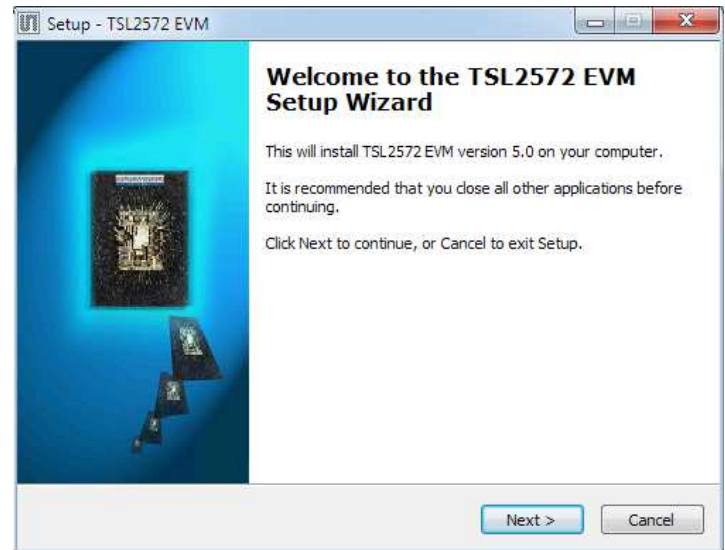 Setup - TSL2572 EVM
Welcome to the TSL2572 EVM
Setup Wizard
This will install TSL2572 EVM version 5.0 on your computer.
It is recommended that you close all other applications before
continuing.
Click Next to continue, or Cancel to exit Setup.
Next >
Cancel